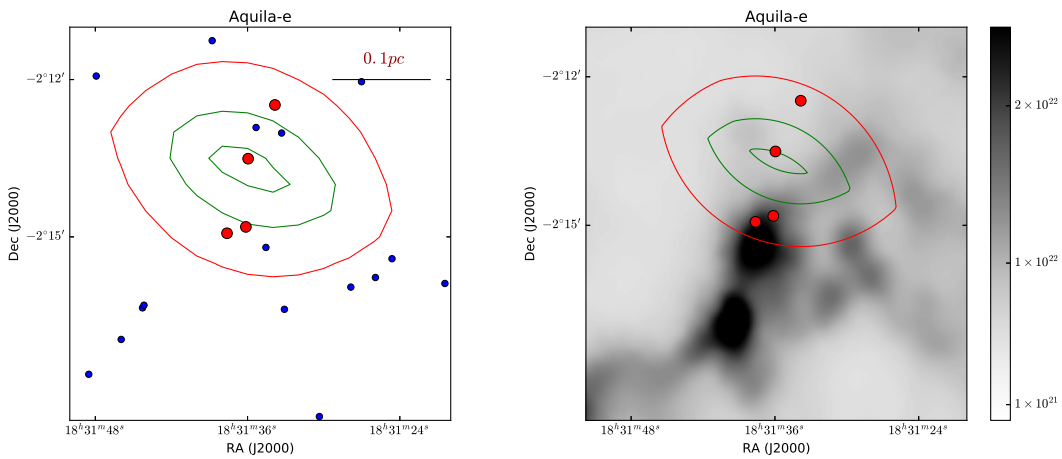 Aquila-e
0.1pc
−2°12′
−2°15′
Dec (J2000)
18ʰ31ᵐ48ˢ
18ʰ31ᵐ36ˢ
18ʰ31ᵐ24ˢ
RA (J2000)
Aquila-e
−2°12′
−2°15′
Dec (J2000)
18ʰ31ᵐ48ˢ
18ʰ31ᵐ36ˢ
18ʰ31ᵐ24ˢ
RA (J2000)
2 × 10²²
1 × 10²²
1 × 10²¹